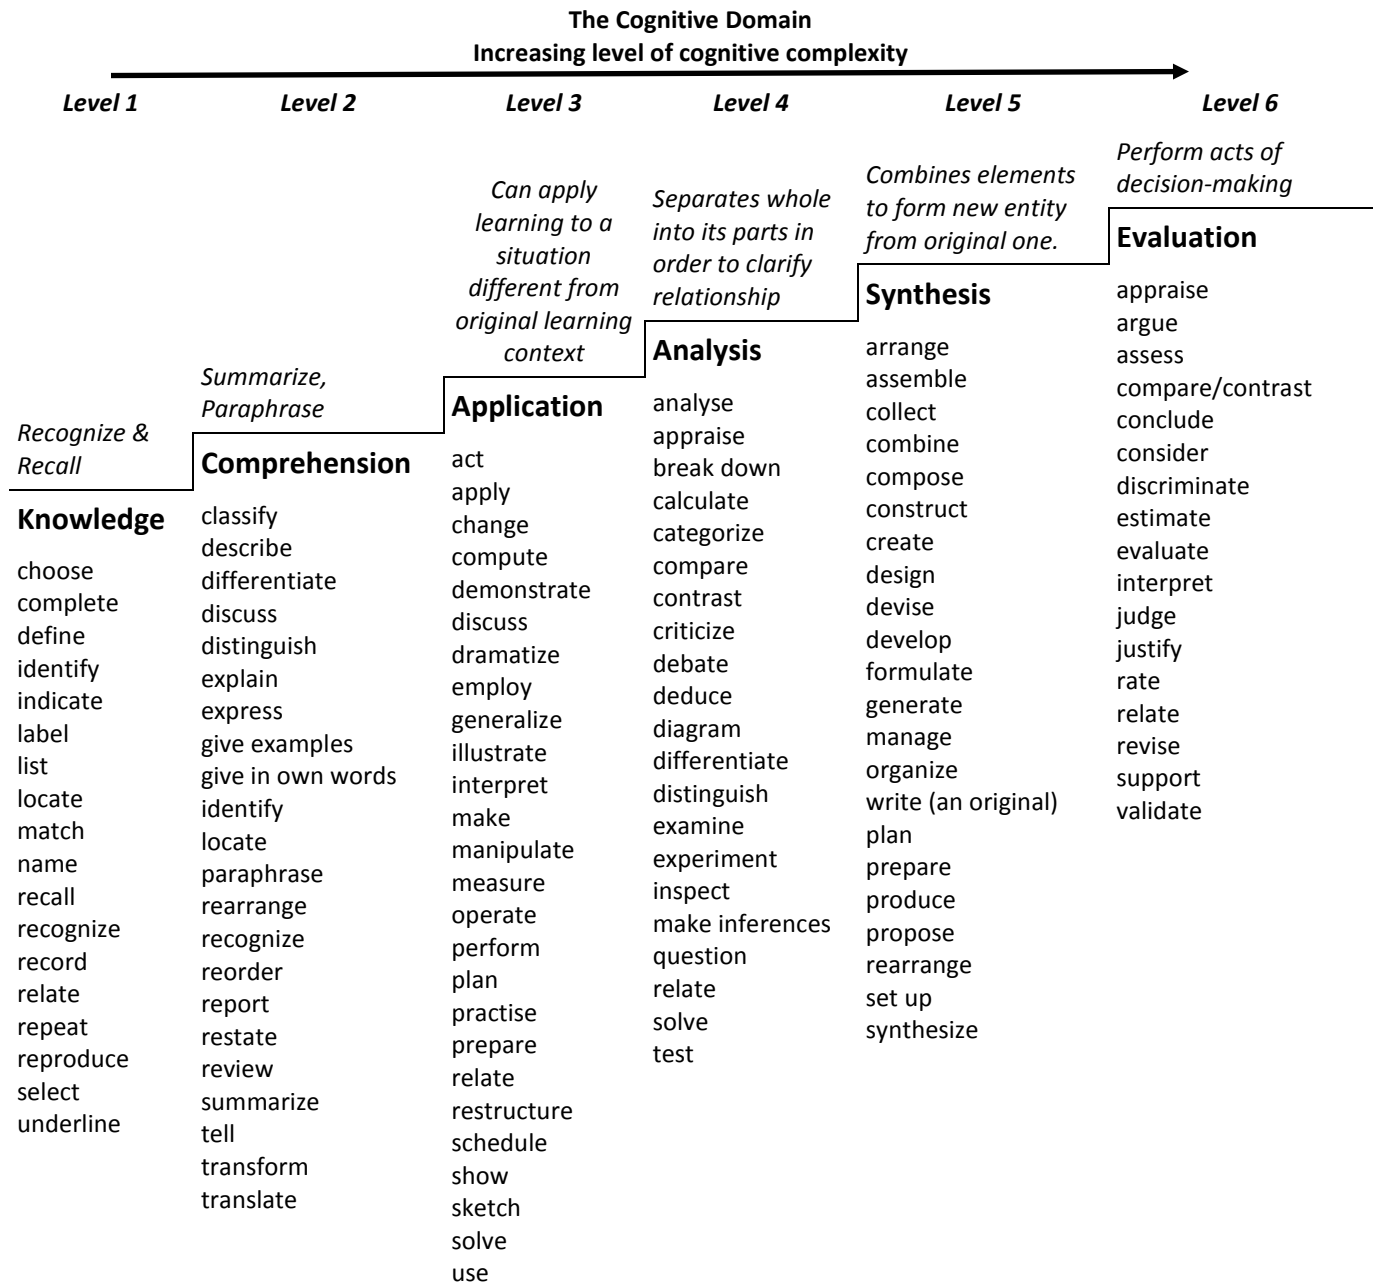 The Cognitive Domain
Increasing level of cognitive complexity
Level 1
Level 2
Level 3
Level 4
Level 5
Level 6
Recognize &
Recall
Knowledge
choose
complete
define
identify
indicate
label
list
locate
match
name
recall
recognize
record
relate
repeat
reproduce
select
underline
Summarize,
Paraphrase
Comprehension
classify
describe
differentiate
discuss
distinguish
explain
express
give examples
give in own words
identify
locate
paraphrase
rearrange
recognize
reorder
report
restate
review
summarize
tell
transform
translate
Can apply
learning to a
situation
different from
original learning
context
Application
act
apply
change
compute
demonstrate
discuss
dramatize
employ
generalize
illustrate
interpret
make
manipulate
measure
operate
perform
plan
practise
prepare
relate
restructure
schedule
show
sketch
solve
use
Separates whole
into its parts in
order to clarify
relationship
Analysis
analyse
appraise
break down
calculate
categorize
compare
contrast
criticize
debate
deduce
diagram
differentiate
distinguish
examine
experiment
inspect
make inferences
question
relate
solve
test
Combines elements
to form new entity
from original one.
Synthesis
arrange
assemble
collect
combine
compose
construct
create
design
devise
develop
formulate
generate
manage
organize
write (an original)
plan
prepare
produce
propose
rearrange
set up
synthesize
Perform acts of
decision-making
Evaluation
appraise
argue
assess
compare/contrast
conclude
consider
discriminate
estimate
evaluate
interpret
judge
justify
rate
relate
revise
support
validate